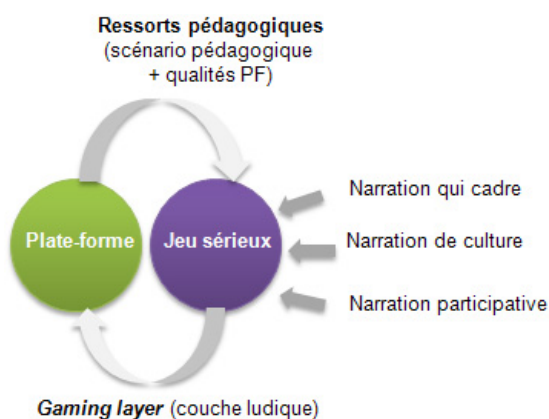 Ressorts pédagogiques
(scénario pédagogique
+ qualités PF)
Plate-forme
Jeu sérieux
Narration qui cadre
Narration de culture
Narration participative
Gaming layer (couche ludique)